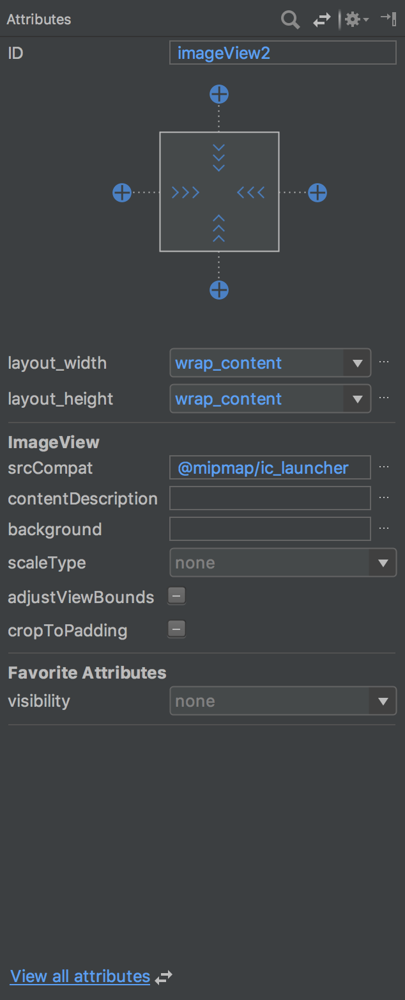 Attributes
ID imageView2
layout_width wrap_content
layout_height wrap_content
ImageView
srcCompat @mipmap/ic_launcher
contentDescription
background
scaleType none
adjustViewBounds
cropToPadding
Favorite Attributes
visibility none
View all attributes